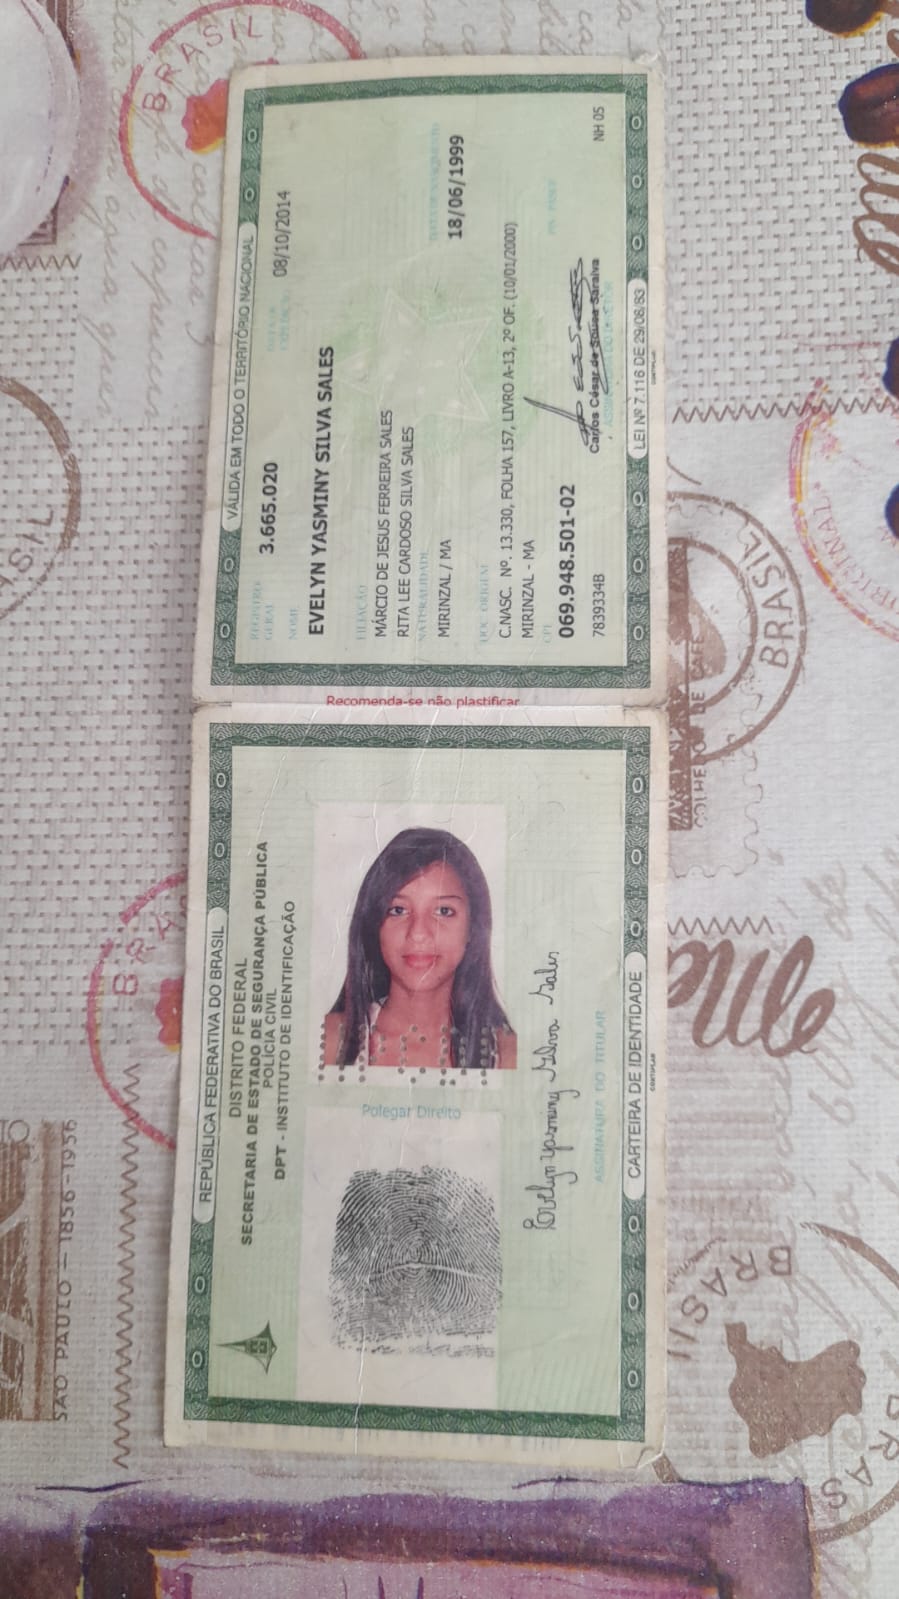 VÁLIDA EM TODO O TERRITÓRIO NACIONAL
REGISTRO GERAL 3.665.020 DATA DE EXPEDIÇÃO 08/10/2014
NOME
EVELYN YASMINY SILVA SALES
FILIAÇÃO
MÁRCIO DE JESUS FERREIRA SALES
RITA LEE CARDOSO SILVA SALES
NATURALIDADE DATA DE NASCIMENTO
MIRINZAL / MA 18/06/1999
DOC. ORIGEM
C.NASC. Nº. 13.330, FOLHA 157, LIVRO A-13, 2º OF. (10/01/2000)
MIRINZAL - MA
CPF
069.948.501-02
7839334B
Carlos César de Sousa Saraiva
NH 05
LEI Nº 7.116 DE 29/08/83
Recomenda-se não plastificar
REPÚBLICA FEDERATIVA DO BRASIL
DISTRITO FEDERAL
SECRETARIA DE ESTADO DE SEGURANÇA PÚBLICA
POLÍCIA CIVIL
DPT - INSTITUTO DE IDENTIFICAÇÃO
Polegar Direito
Evelyn Yasminy Silva Sales
ASSINATURA DO TITULAR
CARTEIRA DE IDENTIDADE
BRASIL
BRASIL
BRASIL
SÃO PAULO — 1856-1956